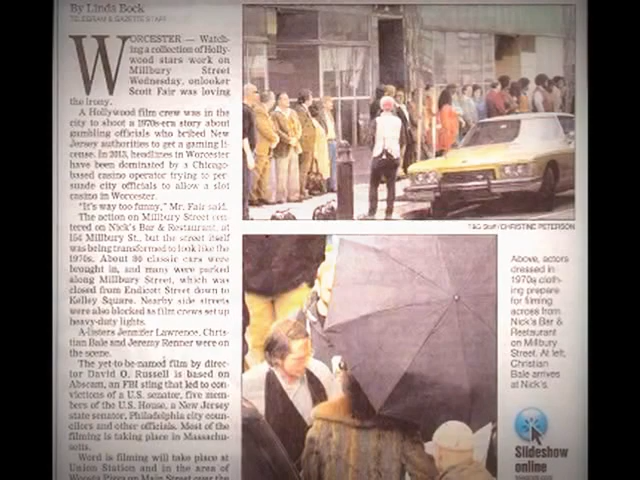 By Linda Bock
TELEGRAM & GAZETTE STAFF
WORCESTER — Watch-
ing a collection of Holly-
wood stars work on
Millbury Street
Wednesday, onlooker
Scott Fair was loving
the irony.
A Hollywood film crew was in the
city to shoot a 1970s-era story about
gambling officials who bribed New
Jersey authorities to get a gaming li-
cense. In 2013, headlines in Worcester
have been dominated by a Chicago-
based casino operator trying to per-
suade city officials to allow a slot
casino in Worcester.
"It's way too funny," Mr. Fair said.
The action on Millbury Street cen-
tered on Nick's Bar & Restaurant, at
154 Millbury St., but the street itself
was being transformed to look like the
1970s. About 80 classic cars were
brought in, and many were parked
along Millbury Street, which was
closed from Endicott Street down to
Kelley Square. Nearby side streets
were also blocked as film crews set up
heavy-duty lights.
A-listers Jennifer Lawrence, Chris-
tian Bale and Jeremy Renner were on
the scene.
The yet-to-be-named film by direc-
tor David O. Russell is based on
Abscam, an FBI sting that led to con-
victions of a U.S. senator, five mem-
bers of the U.S. House, a New Jersey
state senator, Philadelphia city coun-
cilors and other officials. Most of the
filming is taking place in Massachu-
setts.
Word is filming will take place at
Union Station and in the area of
on Main Street over the
T&G Staff/CHRISTINE PETERSON
Above, actors
dressed in
1970s cloth-
ing prepare
for filming
across from
Nick's Bar &
Restaurant
on Millbury
Street. At left,
Christian
Bale arrives
at Nick's.
Slideshow
online